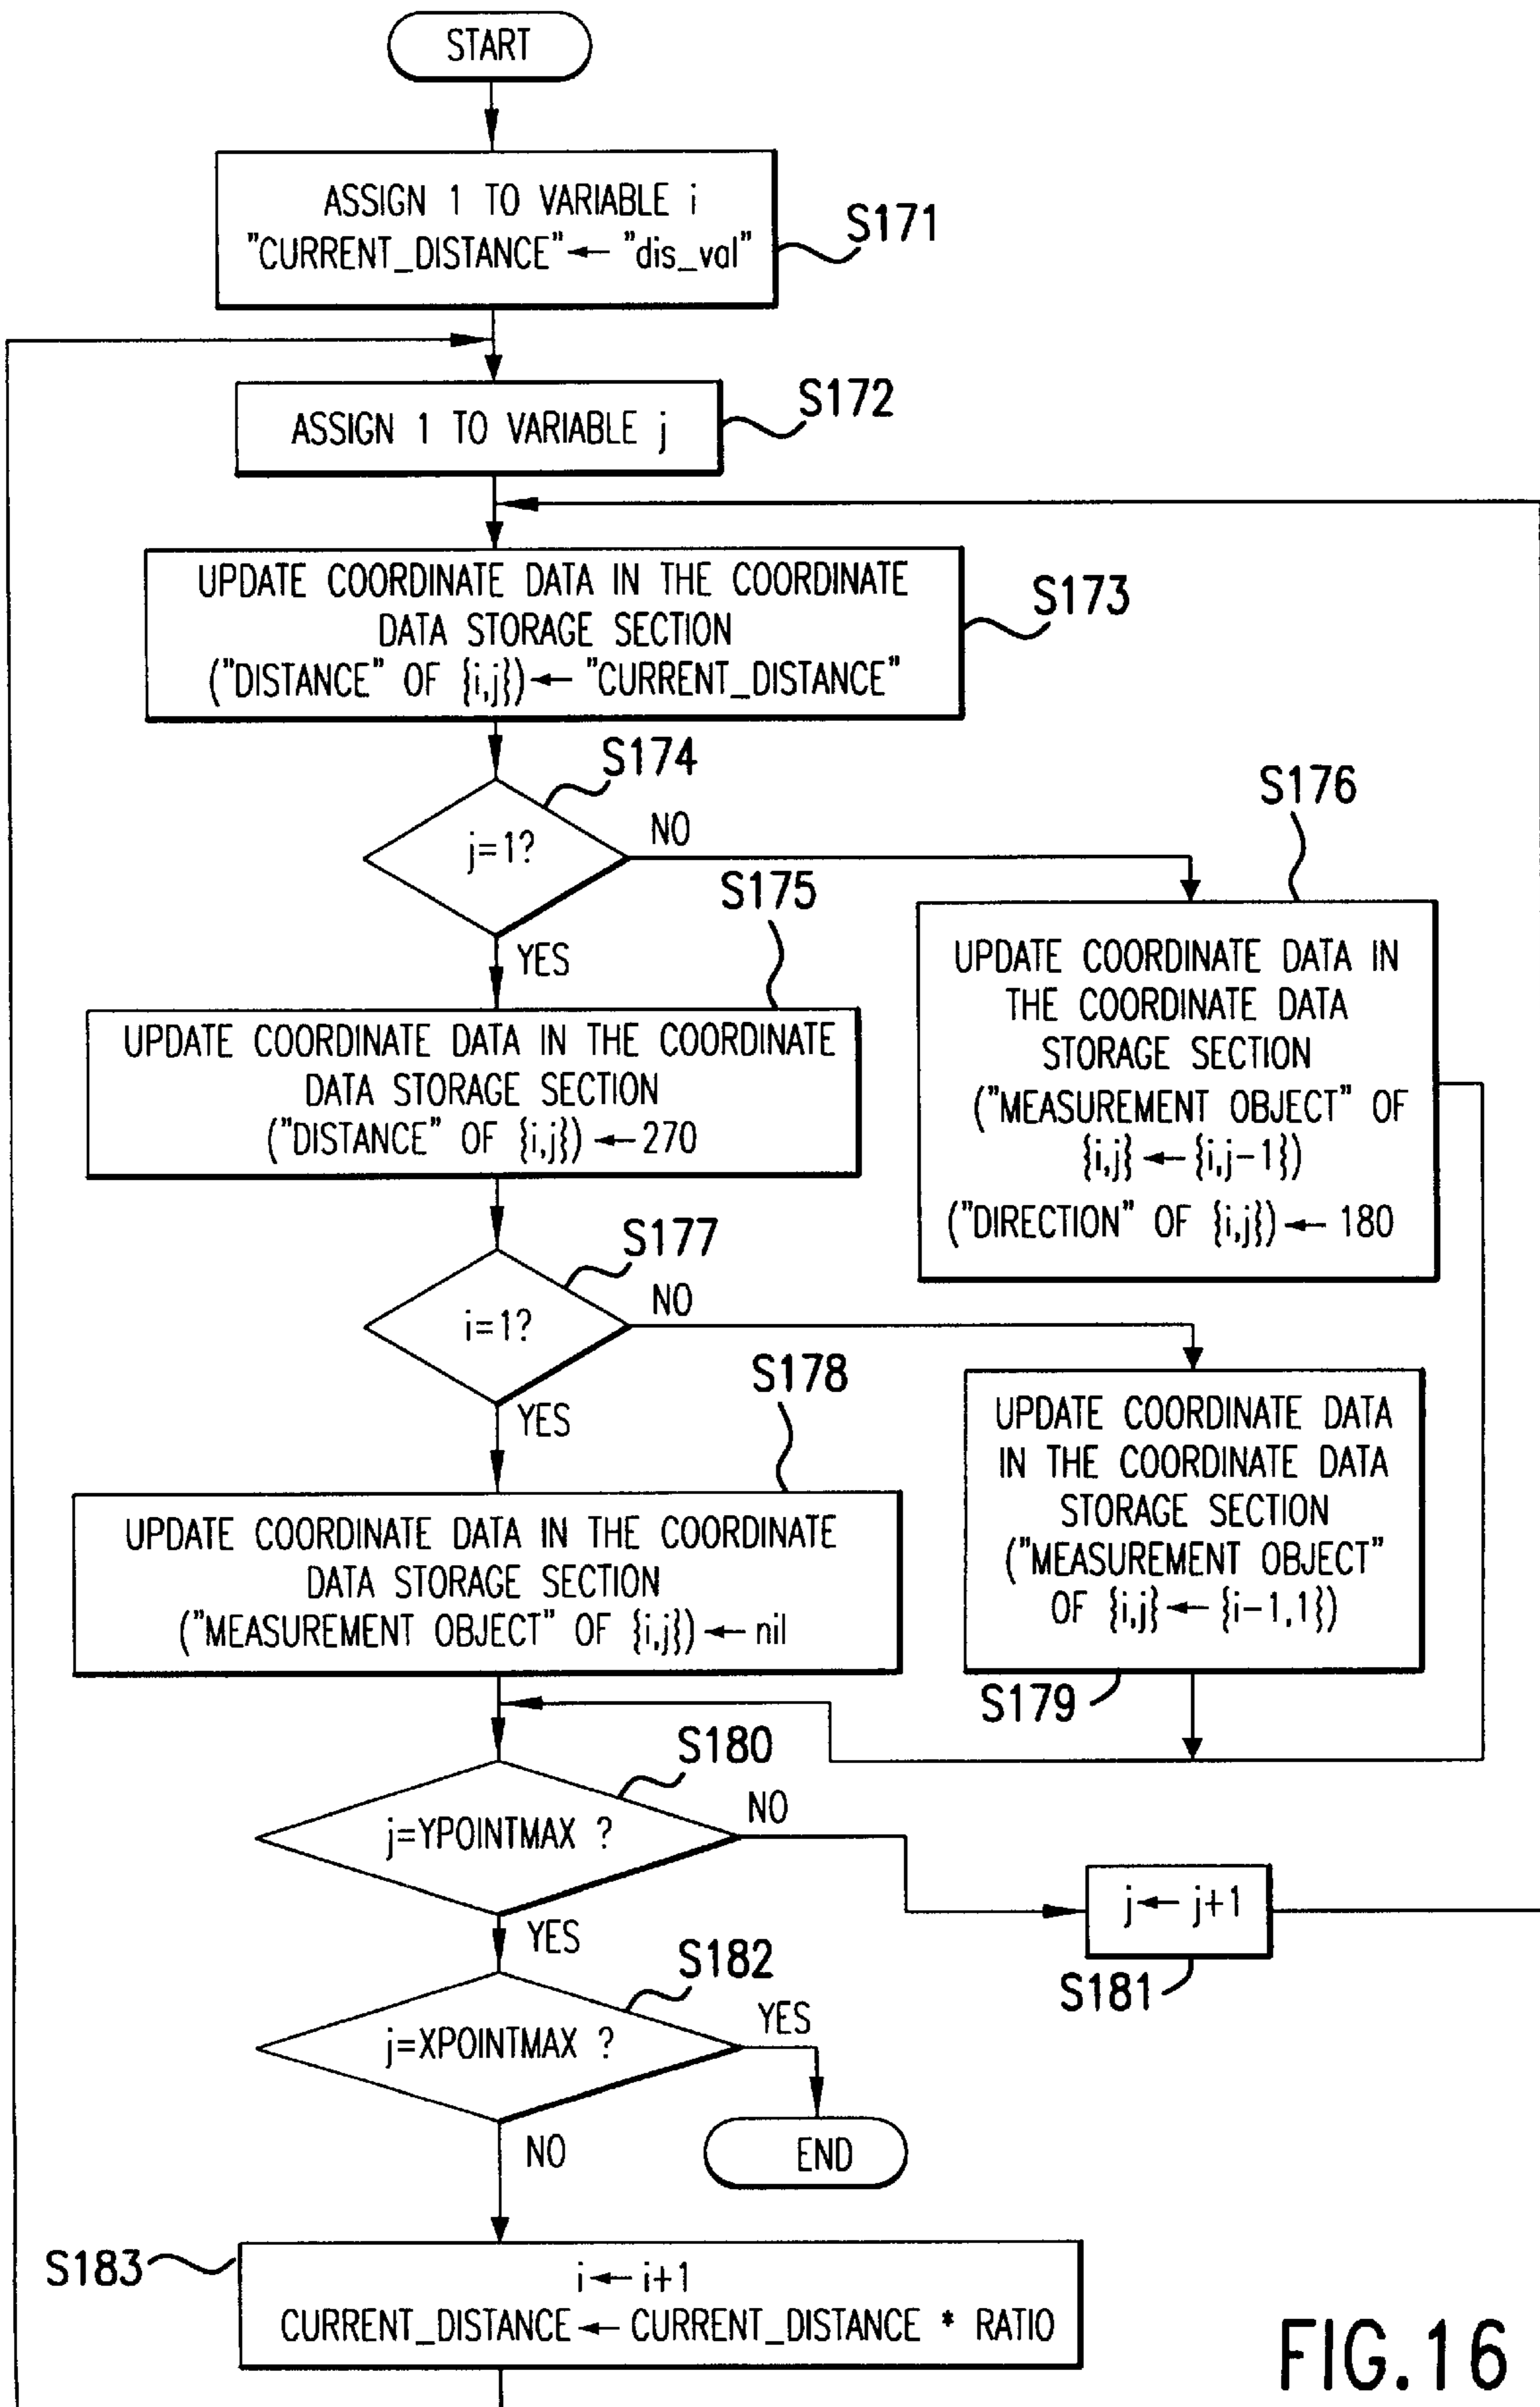 START
ASSIGN 1 TO VARIABLE i
"CURRENT_DISTANCE" ← "dis_val"
S171
ASSIGN 1 TO VARIABLE j
S172
UPDATE COORDINATE DATA IN THE COORDINATE
DATA STORAGE SECTION
("DISTANCE" OF {i,j}) ← "CURRENT_DISTANCE"
S173
S174
j=1?
NO
YES
S175
UPDATE COORDINATE DATA IN THE COORDINATE
DATA STORAGE SECTION
("DISTANCE" OF {i,j}) ← 270
S176
UPDATE COORDINATE DATA IN
THE COORDINATE DATA
STORAGE SECTION
("MEASUREMENT OBJECT" OF
{i,j} ← {i,j-1})
("DIRECTION" OF {i,j}) ← 180
S177
i=1?
NO
YES
S178
UPDATE COORDINATE DATA IN THE COORDINATE
DATA STORAGE SECTION
("MEASUREMENT OBJECT" OF {i,j}) ← nil
UPDATE COORDINATE DATA
IN THE COORDINATE DATA
STORAGE SECTION
("MEASUREMENT OBJECT"
OF {i,j} ← {i-1,1})
S179
S180
j=YPOINTMAX ?
NO
YES
j ← j+1
S181
S182
j=XPOINTMAX ?
YES
NO
END
S183
i ← i+1
CURRENT_DISTANCE ← CURRENT_DISTANCE * RATIO
FIG.16